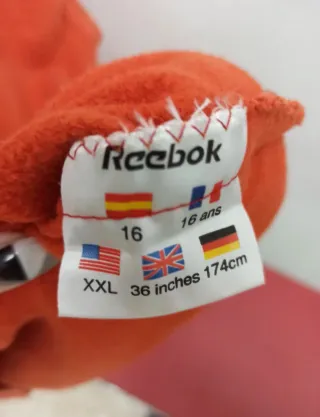 Reebok
16
16 ans
XXL
36 inches
174cm